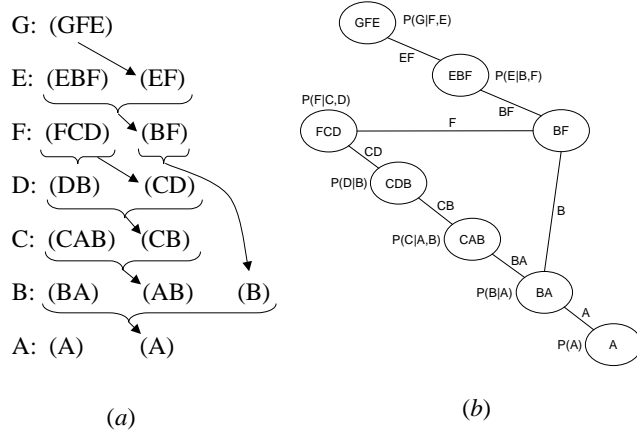 G: (GFE)
E: (EBF) (EF)
F: (FCD) (BF)
D: (DB) (CD)
C: (CAB) (CB)
B: (BA) (AB) (B)
A: (A) (A)
(a)
GFE P(G|F,E)
EF
EBF P(E|B,F)
BF
P(F|C,D)
FCD F BF
CD
P(D|B) CDB
CB B
P(C|A,B) CAB
BA
P(B|A) BA
A
P(A) A
(b)